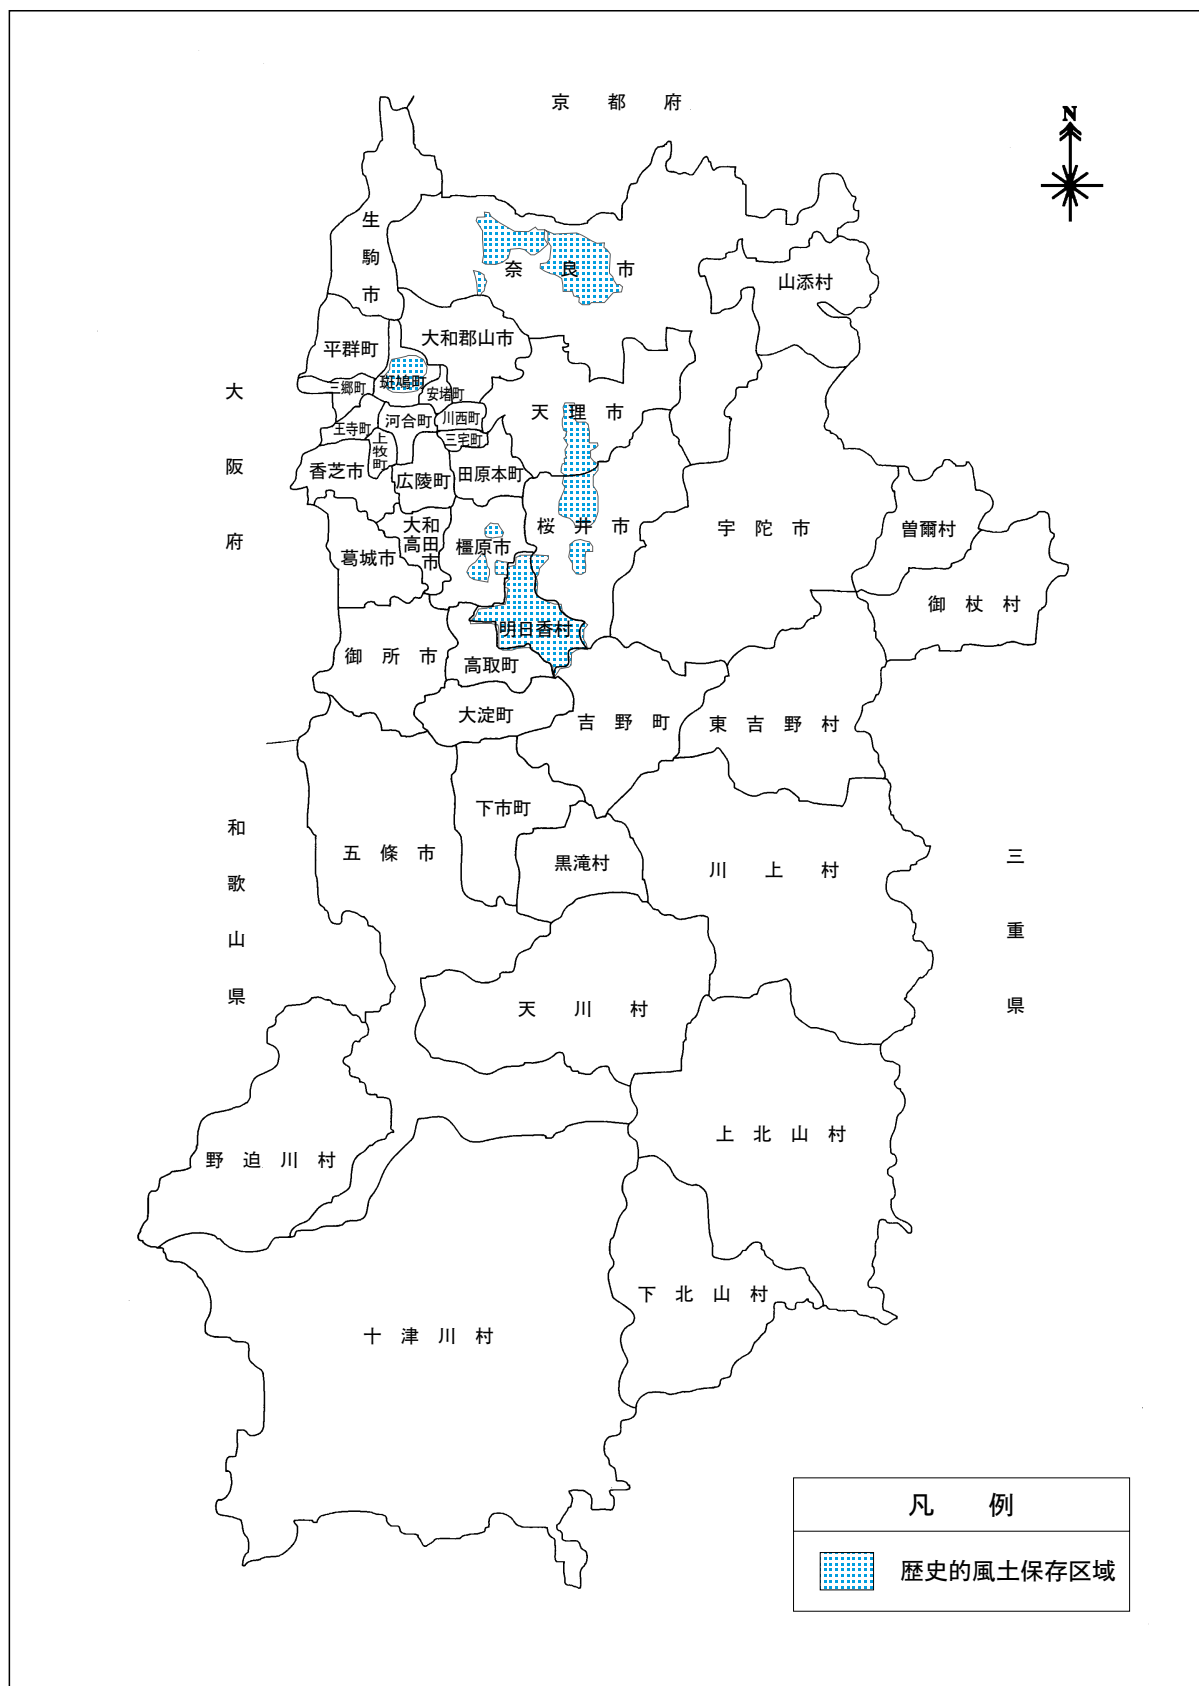 京都府
N
生駒市
奈良市
山添村
大和郡山市
平群町
斑鳩町
三郷町
安堵町
大阪府
天理市
河合町
川西町
王寺町
上牧町
三宅町
香芝市
広陵町
田原本町
大和高田市
橿原市
桜井市
宇陀市
曽爾村
葛城市
御杖村
明日香村
御所市
高取町
大淀町
吉野町
東吉野村
下市町
和歌山県
五條市
黒滝村
川上村
三重県
天川村
上北山村
野迫川村
下北山村
十津川村
凡例
歴史的風土保存区域